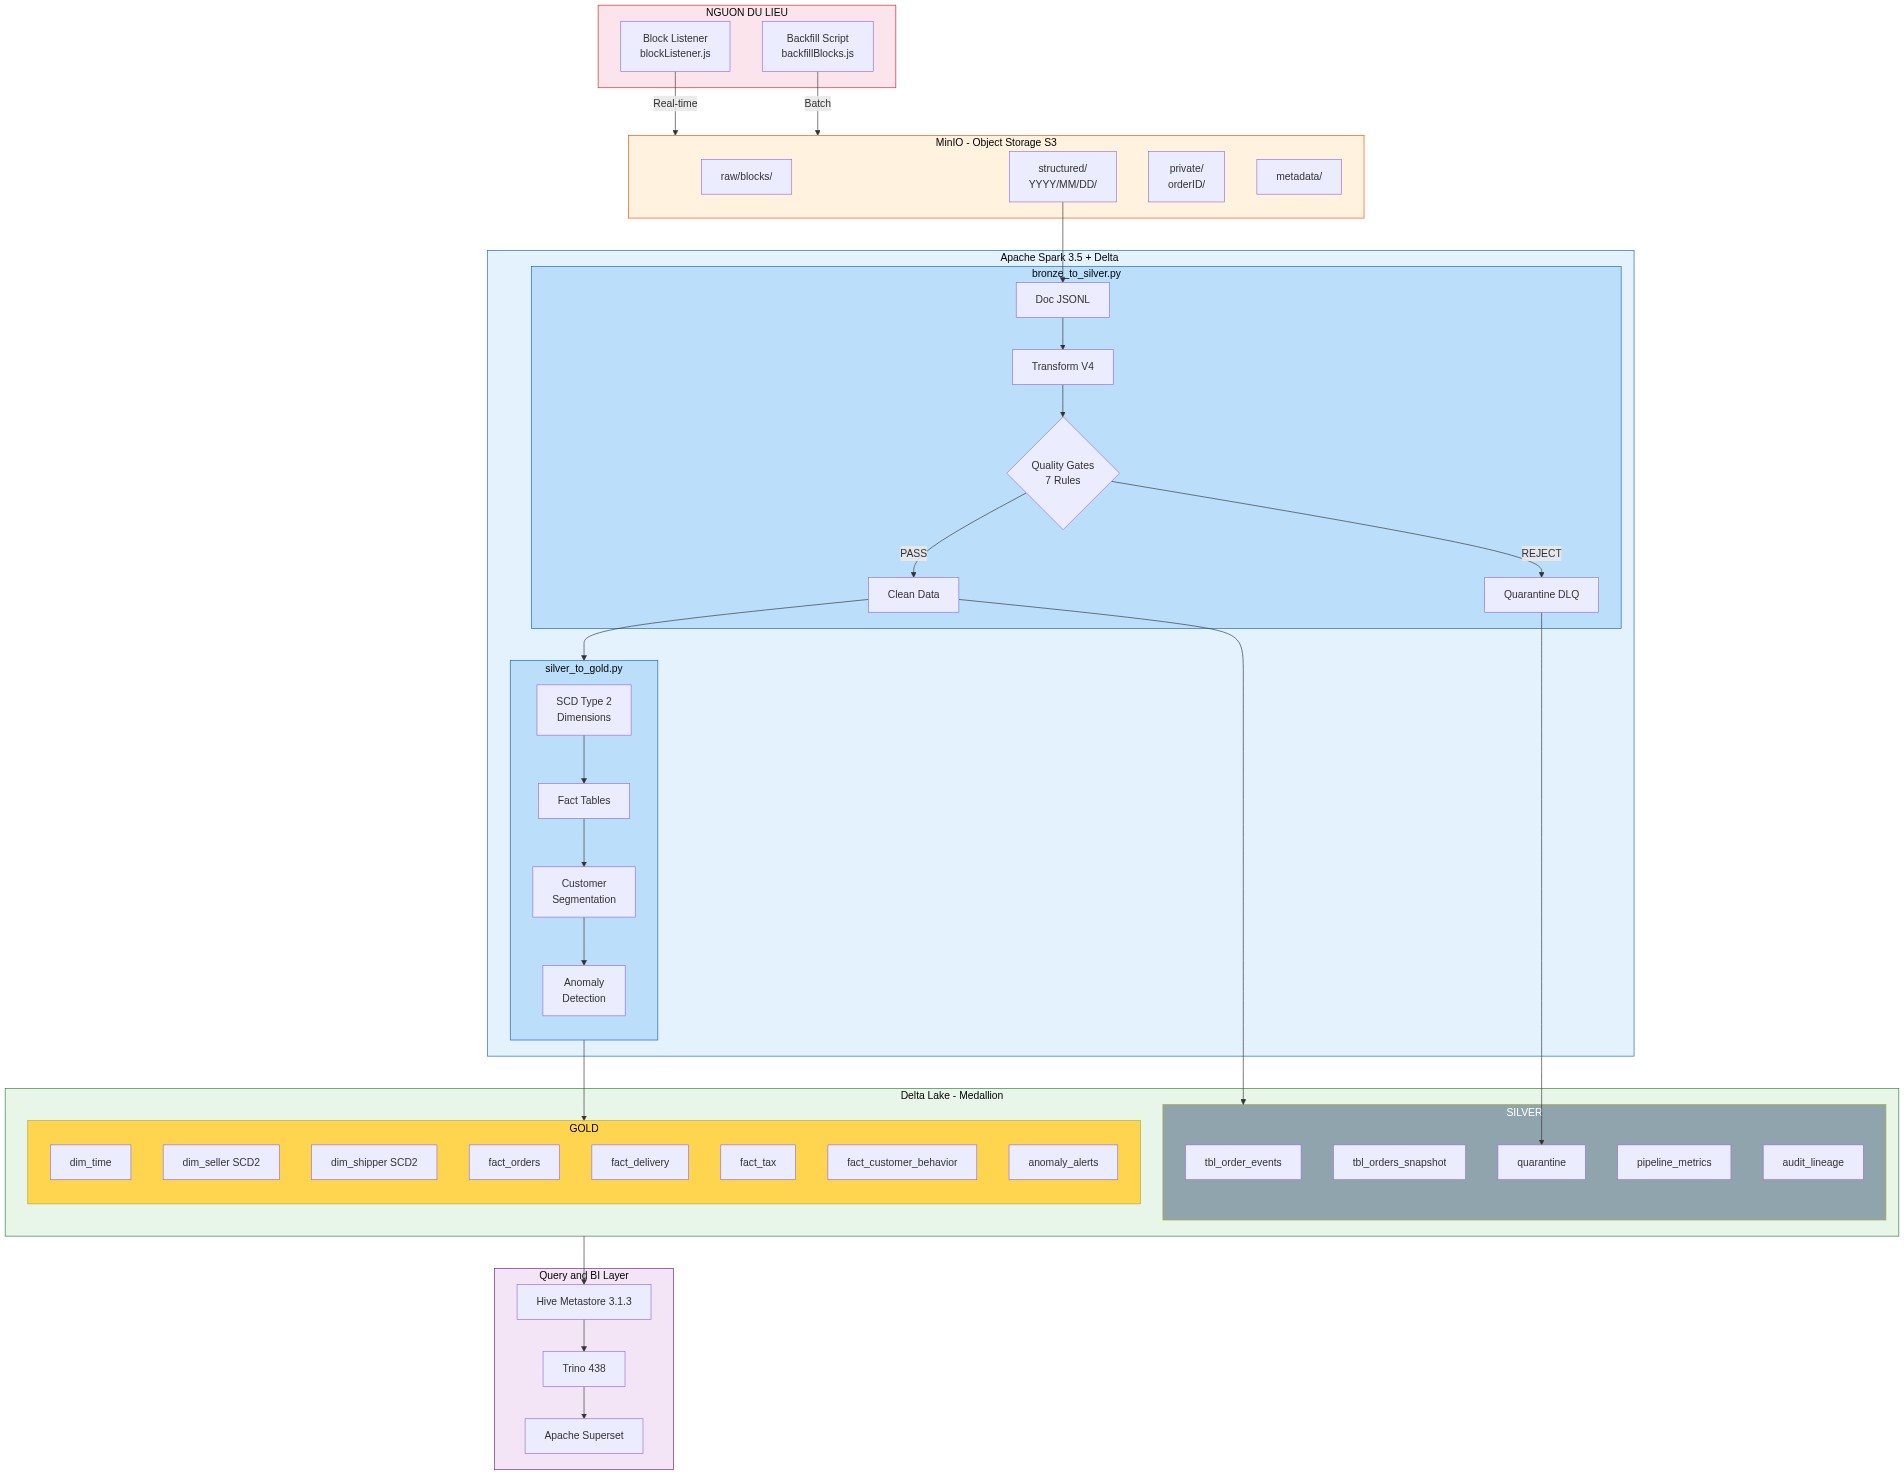 NGUON DU LIEU
Block Listener
blockListener.js
Backfill Script
backfillBlocks.js
Real-time
Batch
MinIO - Object Storage S3
raw/blocks/
structured/
YYYY/MM/DD/
private/
orderID/
metadata/
Apache Spark 3.5 + Delta
bronze_to_silver.py
Doc JSONL
Transform V4
Quality Gates
7 Rules
PASS
REJECT
Clean Data
Quarantine DLQ
silver_to_gold.py
SCD Type 2
Dimensions
Fact Tables
Customer
Segmentation
Anomaly
Detection
Delta Lake - Medallion
GOLD
dim_time
dim_seller SCD2
dim_shipper SCD2
fact_orders
fact_delivery
fact_tax
fact_customer_behavior
anomaly_alerts
SILVER
tbl_order_events
tbl_orders_snapshot
quarantine
pipeline_metrics
audit_lineage
Query and BI Layer
Hive Metastore 3.1.3
Trino 438
Apache Superset